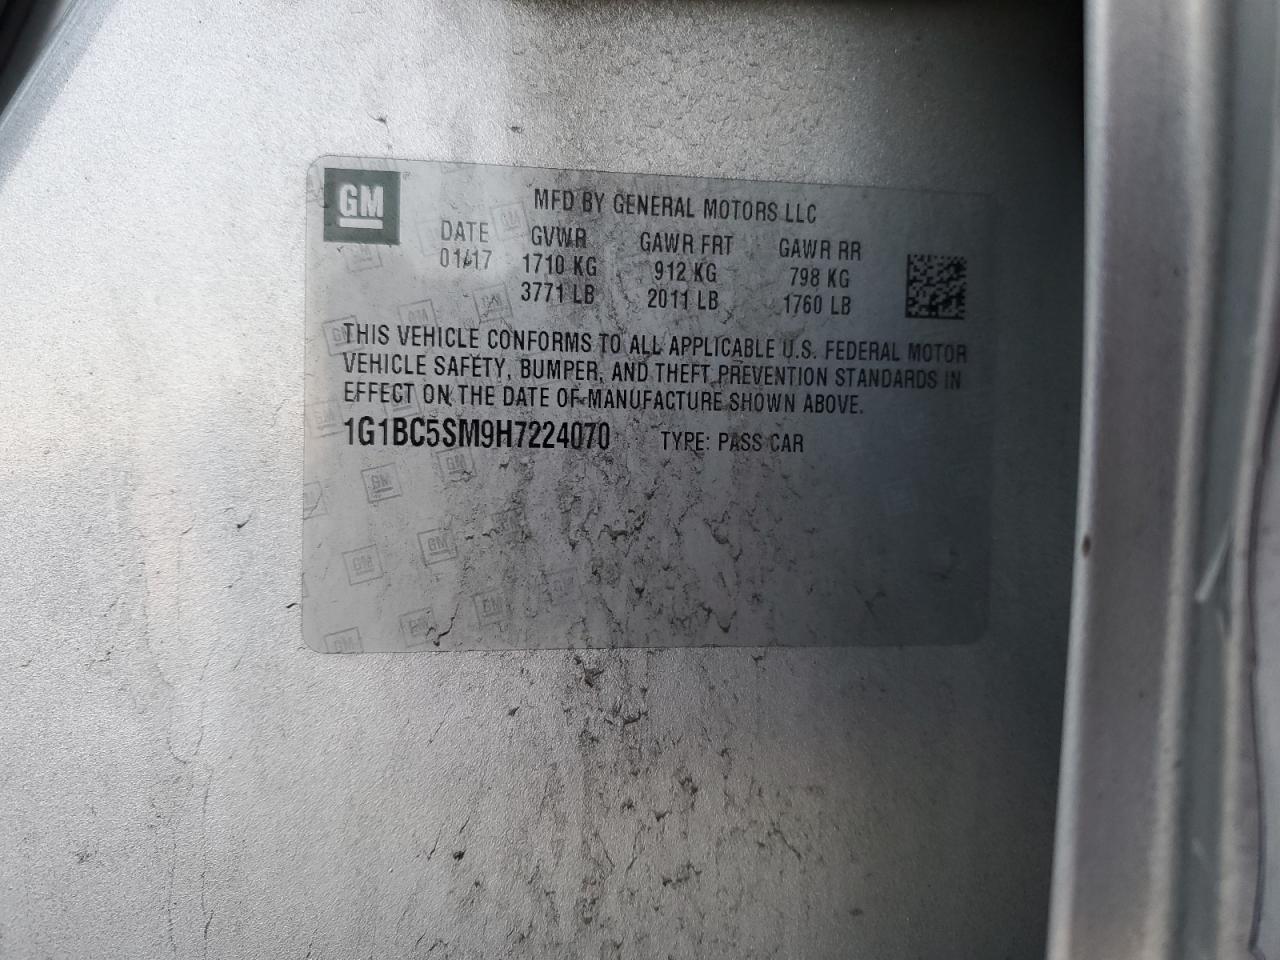 GM
MFD BY GENERAL MOTORS LLC
DATE GVWR GAWR FRT GAWR RR
01/17 1710 KG 912 KG 798 KG
3771 LB 2011 LB 1760 LB
THIS VEHICLE CONFORMS TO ALL APPLICABLE U.S. FEDERAL MOTOR
VEHICLE SAFETY, BUMPER, AND THEFT PREVENTION STANDARDS IN
EFFECT ON THE DATE OF MANUFACTURE SHOWN ABOVE.
1G1BC5SM9H7224070 TYPE: PASS CAR